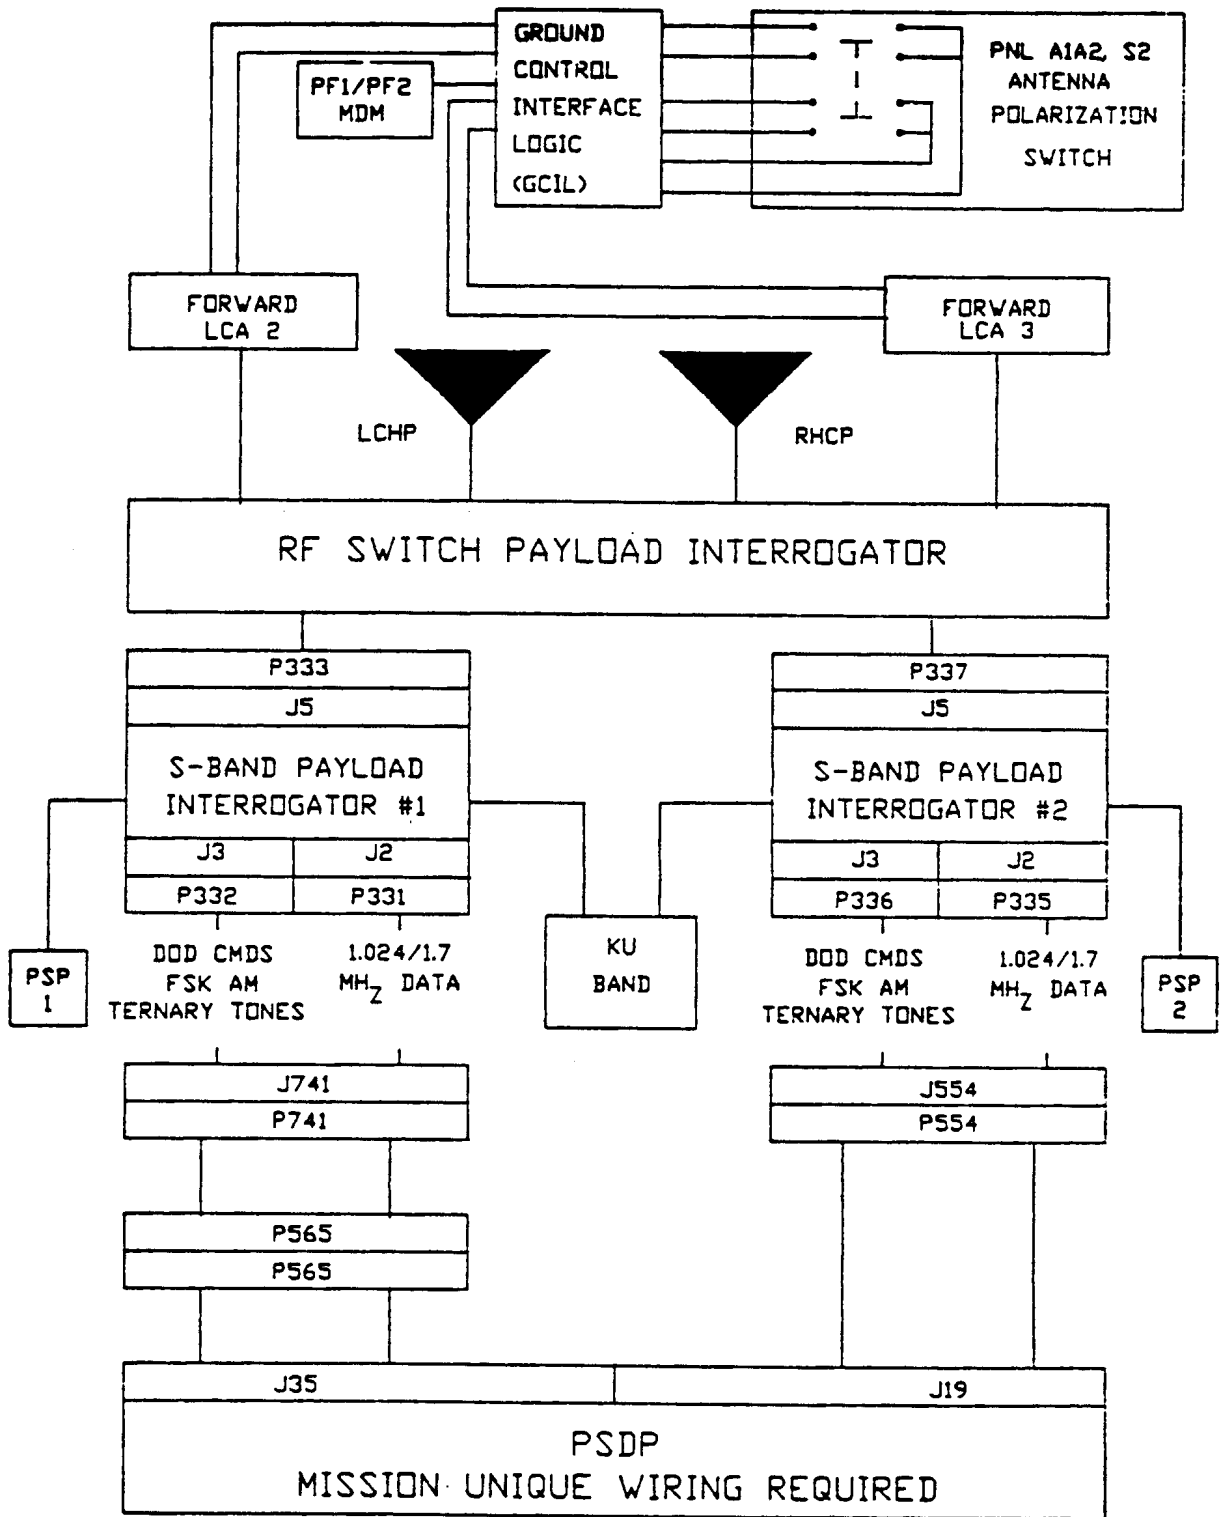 GROUND
CONTROL
INTERFACE
LOGIC
(GCIL)
PF1/PF2
MDM
PNL A1A2, S2
ANTENNA
POLARIZATION
SWITCH
FORWARD
LCA 2
FORWARD
LCA 3
LCHP
RHCP
RF SWITCH PAYLOAD INTERROGATOR
P333
J5
S-BAND PAYLOAD
INTERROGATOR #1
J3
J2
P332
P331
P337
J5
S-BAND PAYLOAD
INTERROGATOR #2
J3
J2
P336
P335
PSP
1
DOD CMDS
FSK AM
TERNARY TONES
1.024/1.7
MHZ DATA
KU
BAND
DOD CMDS
FSK AM
TERNARY TONES
1.024/1.7
MHZ DATA
PSP
2
J741
P741
J554
P554
P565
P565
J35
J19
PSDP
MISSION UNIQUE WIRING REQUIRED